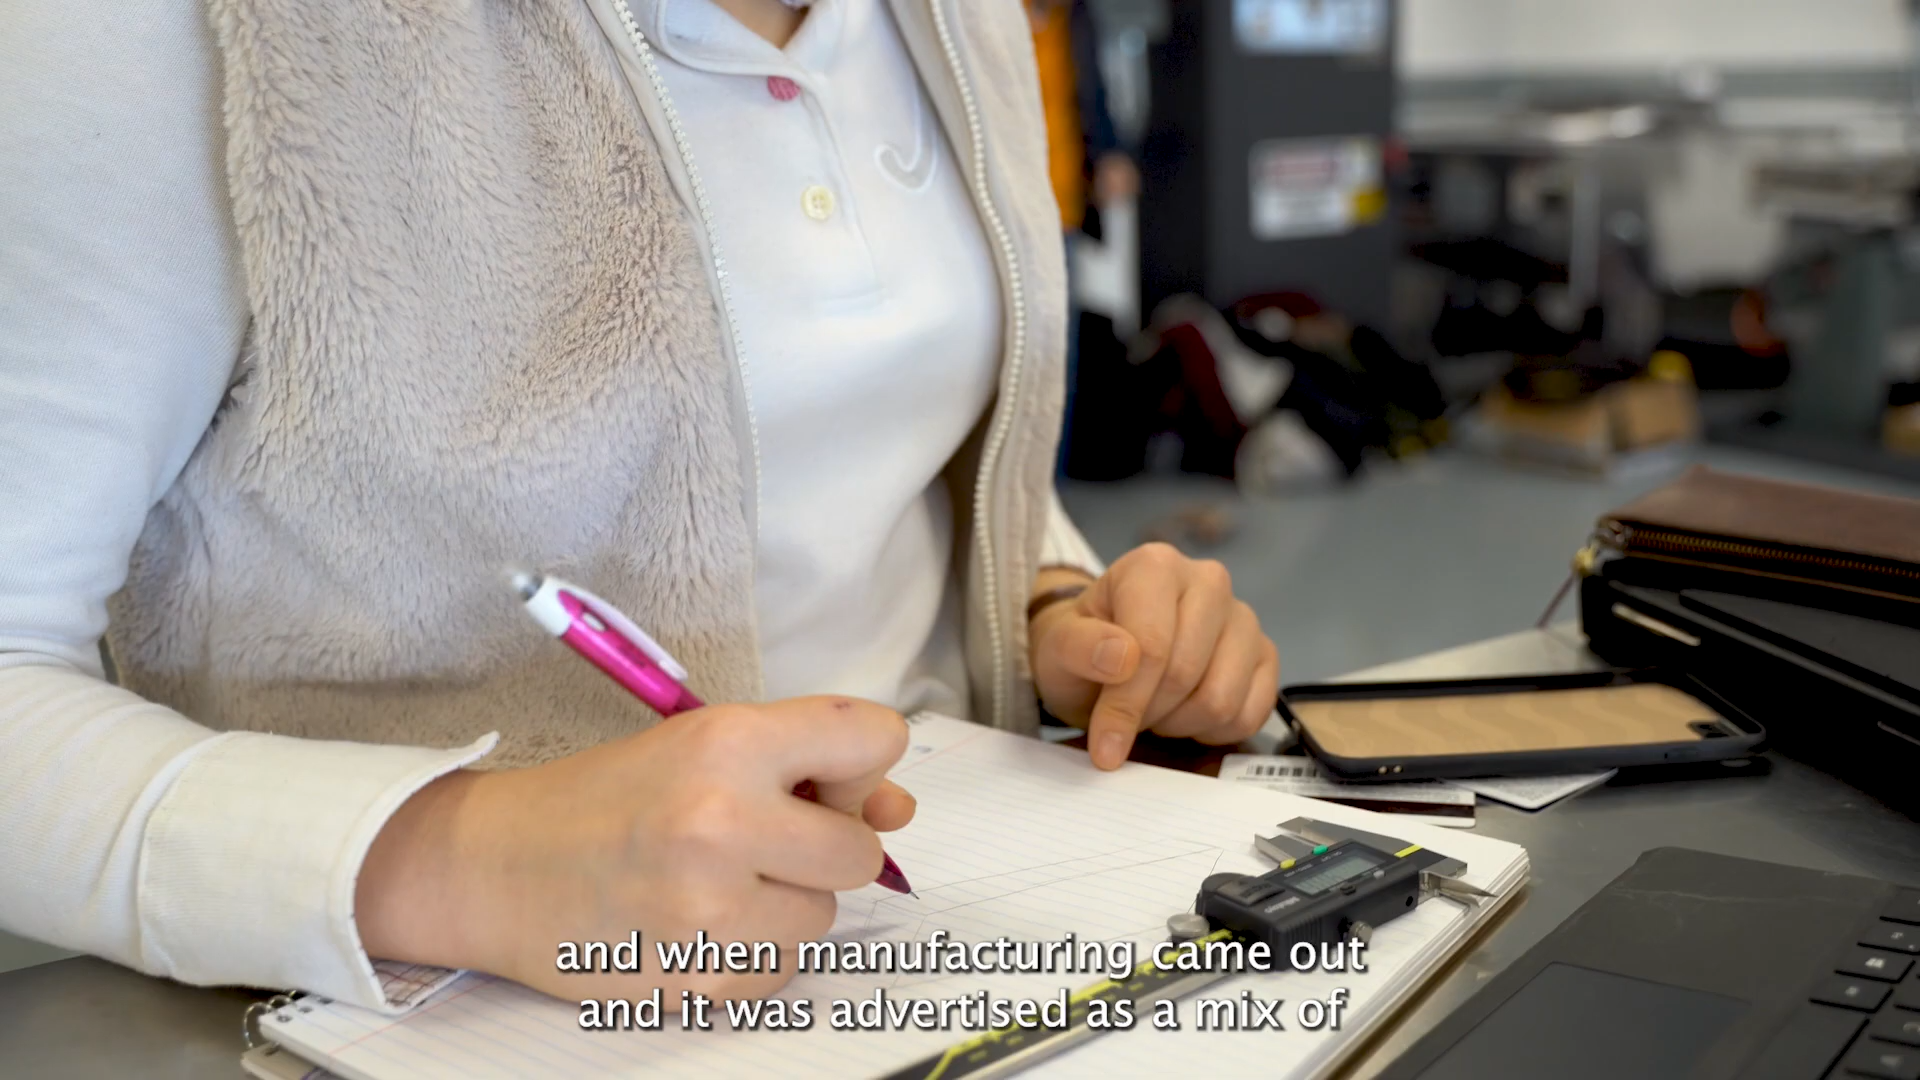 and when manufacturing came out
and it was advertised as a mix of